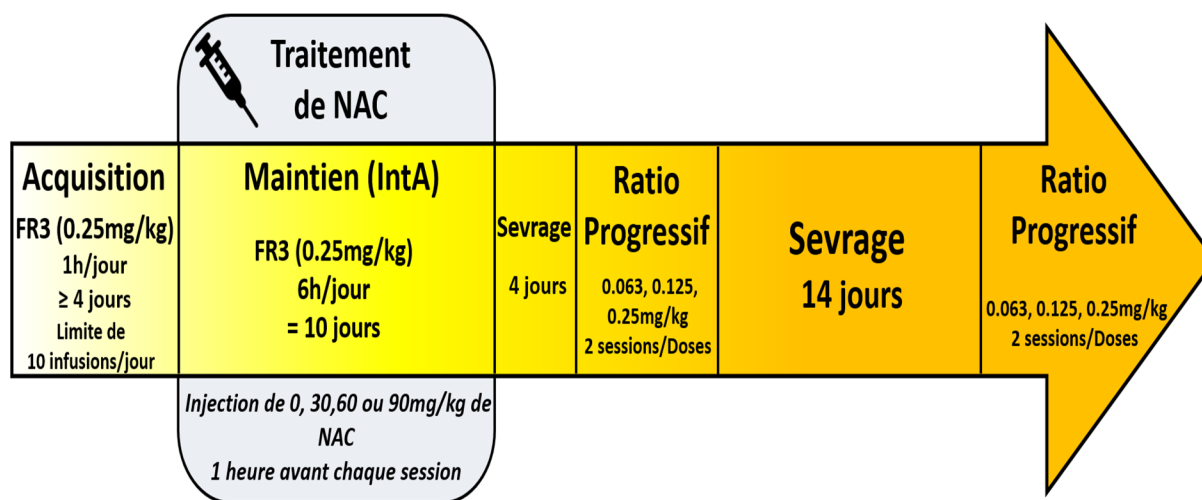 Traitement
de NAC
Acquisition
FR3 (0.25mg/kg)
1h/jour
≥ 4 jours
Limite de
10 infusions/jour
Maintien (IntA)
FR3 (0.25mg/kg)
6h/jour
= 10 jours
Sevrage
4 jours
Ratio
Progressif
0.063, 0.125,
0.25mg/kg
2 sessions/Doses
Sevrage
14 jours
Ratio
Progressif
0.063, 0.125, 0.25mg/kg
2 sessions/Doses
Injection de 0, 30,60 ou 90mg/kg de
NAC
1 heure avant chaque session